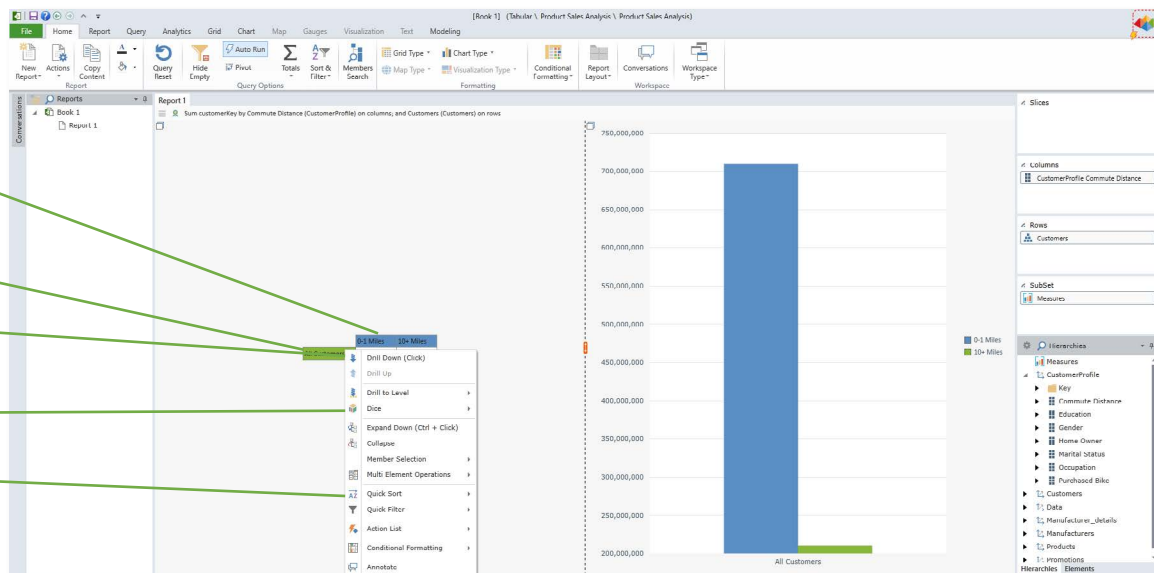 [Book 1] (Tabular \ Product Sales Analysis \ Product Sales Analysis)
File Home Report Query Analytics Grid Chart Map Gauges Visualization Text Modeling
New Report
Actions
Copy Content
Report
A
Query Reset
Hide Empty
Auto Run
Pivot
Totals
Sort & Filter
Members Search
Query Options
Grid Type
Map Type
Chart Type
Visualization Type
Conditional Formatting
Formatting
Report Layout
Conversations
Workspace Type
Workspace
Conversations
Reports
Book 1
Report 1
Report 1
Sum customerKey by Commute Distance (CustomerProfile) on columns; and Customers (Customers) on rows
0-1 Miles 10+ Miles
All Customers
Drill Down (Click)
Drill Up
Drill to Level
Dice
Expand Down (Ctrl + Click)
Collapse
Member Selection
Multi Element Operations
Quick Sort
Quick Filter
Action List
Conditional Formatting
Annotate
750,000,000
700,000,000
650,000,000
600,000,000
550,000,000
500,000,000
450,000,000
400,000,000
350,000,000
300,000,000
250,000,000
200,000,000
All Customers
0-1 Miles
10+ Miles
Slices
Columns
CustomerProfile Commute Distance
Rows
Customers
SubSet
Measures
Hierarchies
Measures
CustomerProfile
Key
Commute Distance
Education
Gender
Home Owner
Marital Status
Occupation
Purchased Bike
Customers
Data
Manufacturer_details
Manufacturers
Products
Promotions
Hierarchies Elements